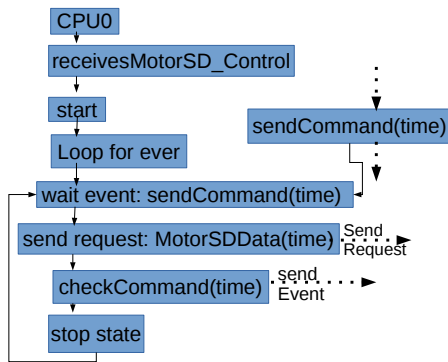 CPU0
receivesMotorSD_Control
start
sendCommand(time)
Loop for ever
wait event: sendCommand(time)
send request: MotorSDData(time)
Send
Request
checkCommand(time)
send
Event
stop state